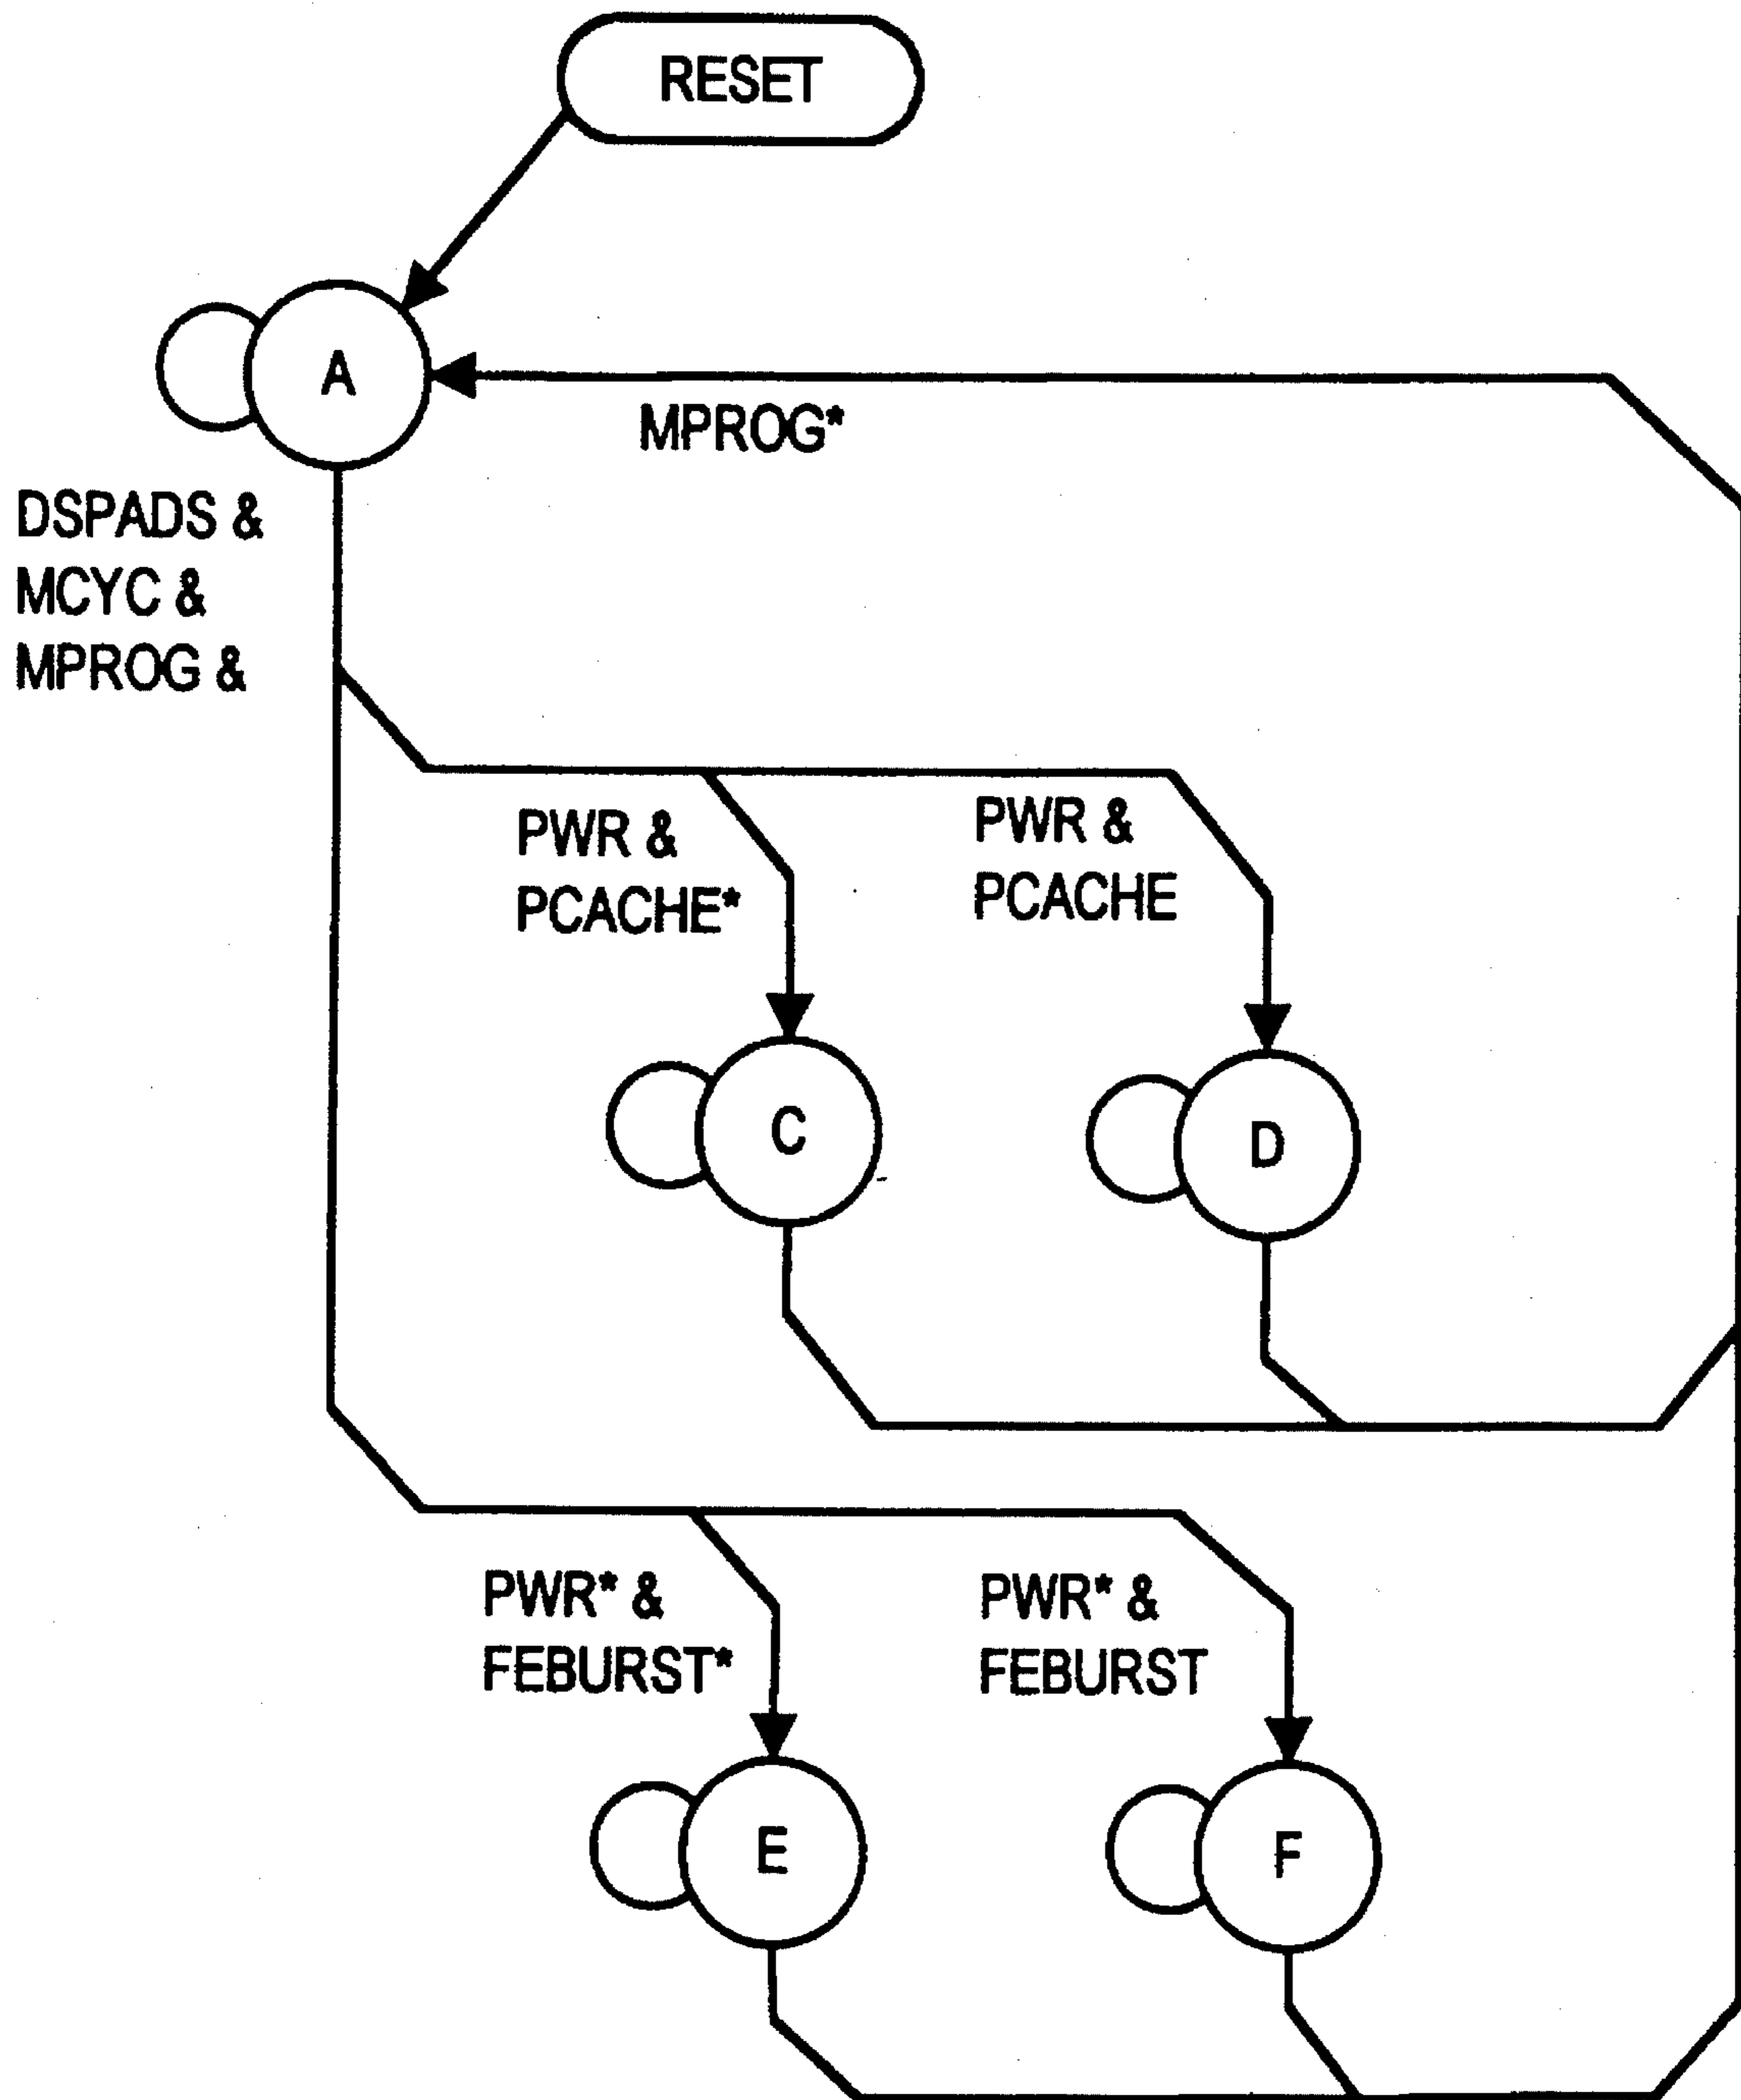 RESET
A
MPROG*
DSPADS &
MCYC &
MPROG &
PWR &
PCACHE*
PWR &
PCACHE
C
D
PWR* &
FEBURST*
PWR* &
FEBURST
E
F